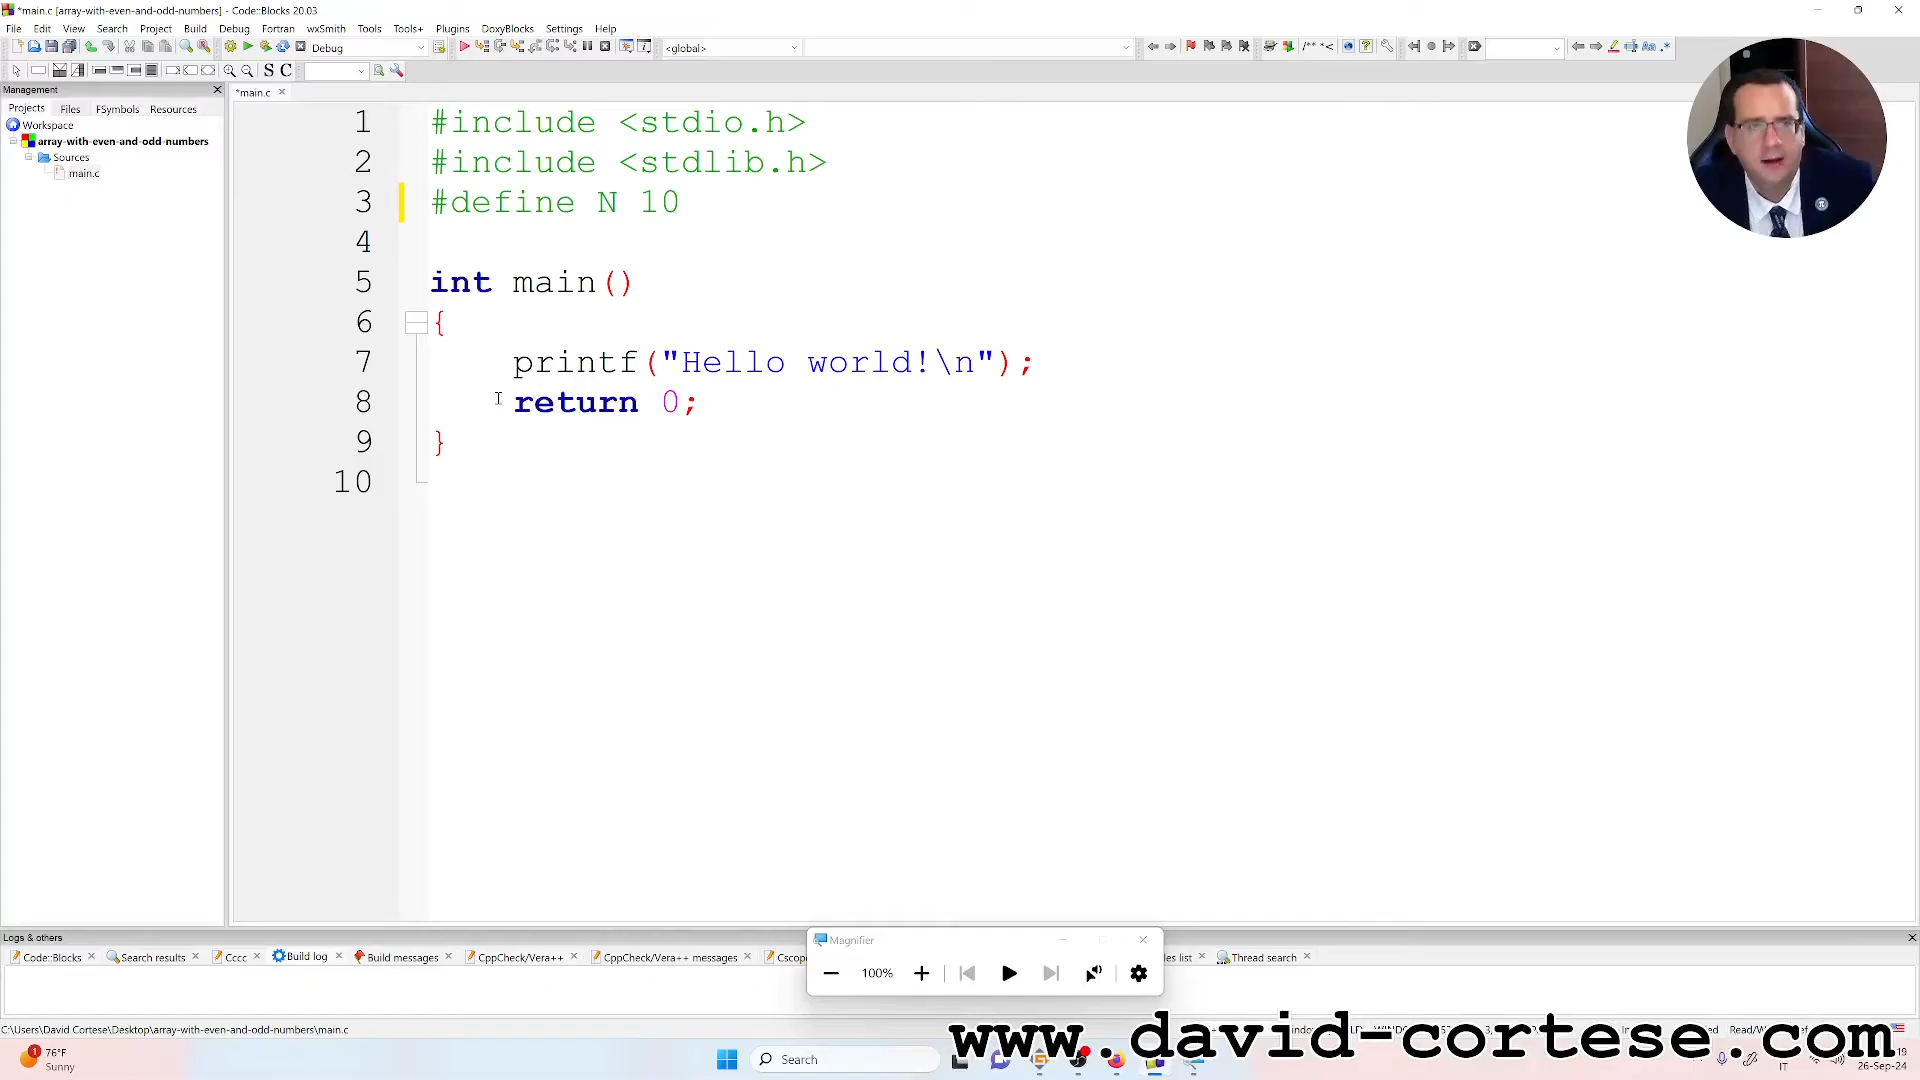 *main.c [array-with-even-and-odd-numbers] - Code::Blocks 20.03
File Edit View Search Project Build Debug Fortran wxSmith Tools Tools+ Plugins DoxyBlocks Settings Help
Debug
<global>
/** *<
Aa .*
S C
Management
Projects Files FSymbols Resources
Workspace
array-with-even-and-odd-numbers
Sources
main.c
*main.c
1 #include <stdio.h>
2 #include <stdlib.h>
3 #define N 10
4
5 int main()
6 {
7 printf("Hello world!\n");
8 return 0;
9 }
10
Logs & others
Code::Blocks Search results Cccc Build log Build messages CppCheck/Vera++ CppCheck/Vera++ messages Cscope Thread search
Magnifier
100%
C:\Users\David Cortese\Desktop\array-with-even-and-odd-numbers\main.c
www..david-cortese.com
1
76°F
Sunny
Search
IT
26-Sep-24